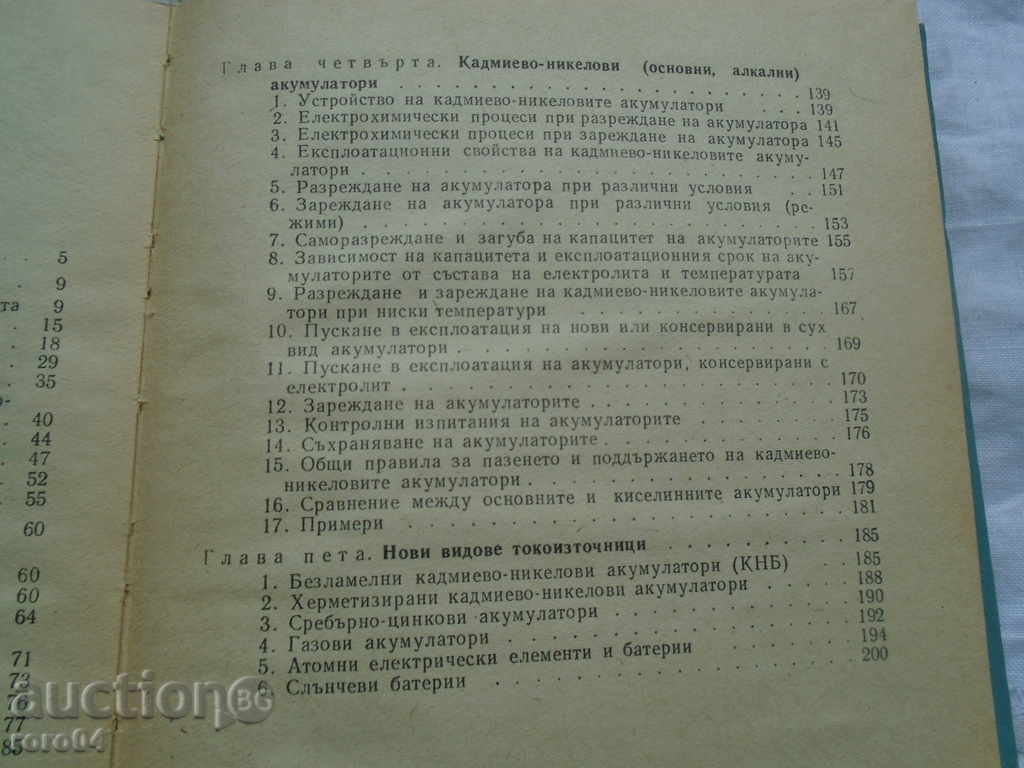 5
9
та 9
15
18
29
35
о-
40
44
47
52
55
60
60
60
64
71
73
76
77
85
Глава четвърта. Кадмиево-никелови (основни, алкални)
акумулатори . . . . . . . . . . . . . . . . . . . . 139
1. Устройство на кадмиево-никеловите акумулатори . . . 139
2. Електрохимически процеси при разреждане на акумулатора 141
3. Електрохимически процеси при зареждане на акумулатора 145
4. Експлоатационни свойства на кадмиево-никеловите акуму-
латори . . . . . . . . . . . . . . . . . . . . 147
5. Разреждане на акумулатора при различни условия . . 151
6. Зареждане на акумулатора при различни условия (ре-
жими) . . . . . . . . . . . . . . . . . . . . 153
7. Саморазреждане и загуба на капацитет на акумулаторите 155
8. Зависимост на капацитета и експлоатационния срок на аку-
мулаторите от състава на електролита и температурата 157
9. Разреждане и зареждане на кадмиево-никеловите акумула-
тори при ниски температури . . . . . . . . . . . 167
10. Пускане в експлоатация на нови или консервирани в сух
вид акумулатори . . . . . . . . . . . . . . . . 169
11. Пускане в експлоатация на акумулатори, консервирани с
електролит . . . . . . . . . . . . . . . . . . 170
12. Зареждане на акумулаторите . . . . . . . . . . . 173
13. Контролни изпитания на акумулаторите . . . . . . . 175
14. Съхраняване на акумулаторите . . . . . . . . . . . 176
15. Общи правила за пазенето и поддържането на кадмиево-
никеловите акумулатори . . . . . . . . . . . . . 178
16. Сравнение между основните и киселинните акумулатори 179
17. Примери . . . . . . . . . . . . . . . . . . . 181
Глава пета. Нови видове токоизточници . . . . . . . . . 185
1. Безламелни кадмиево-никелови акумулатори (КНБ) . . 185
2. Херметизирани кадмиево-никелови акумулатори . . . . 188
3. Сребърно-цинкови акумулатори . . . . . . . . . . . 190
4. Газови акумулатори . . . . . . . . . . . . . . . 192
5. Атомни електрически елементи и батерии . . . . . . . 194
6. Слънчеви батерии . . . . . . . . . . . . . . . . 200
auction BG
roro04